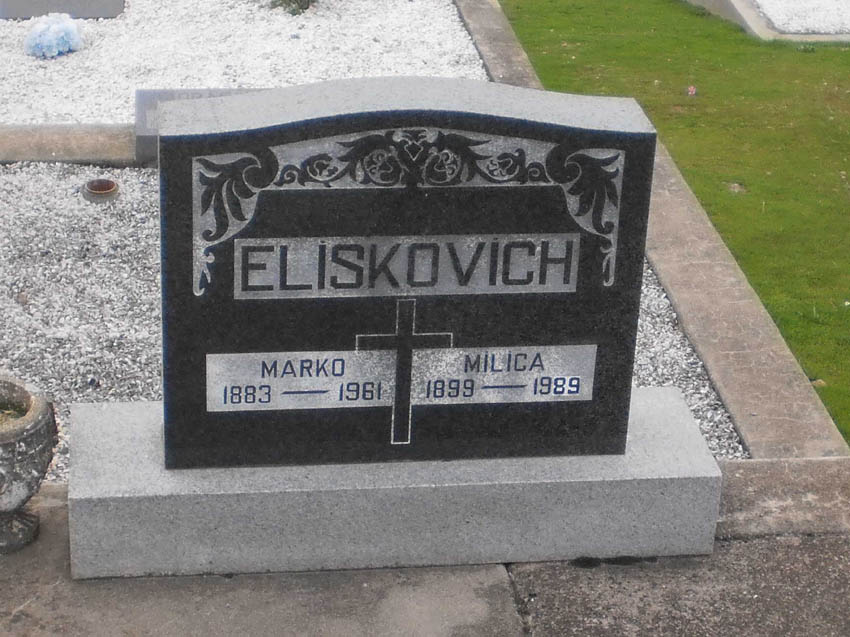 ELiSKOViCH
MARKO
1883 — 1961
MiLiCA
1899 — 1989